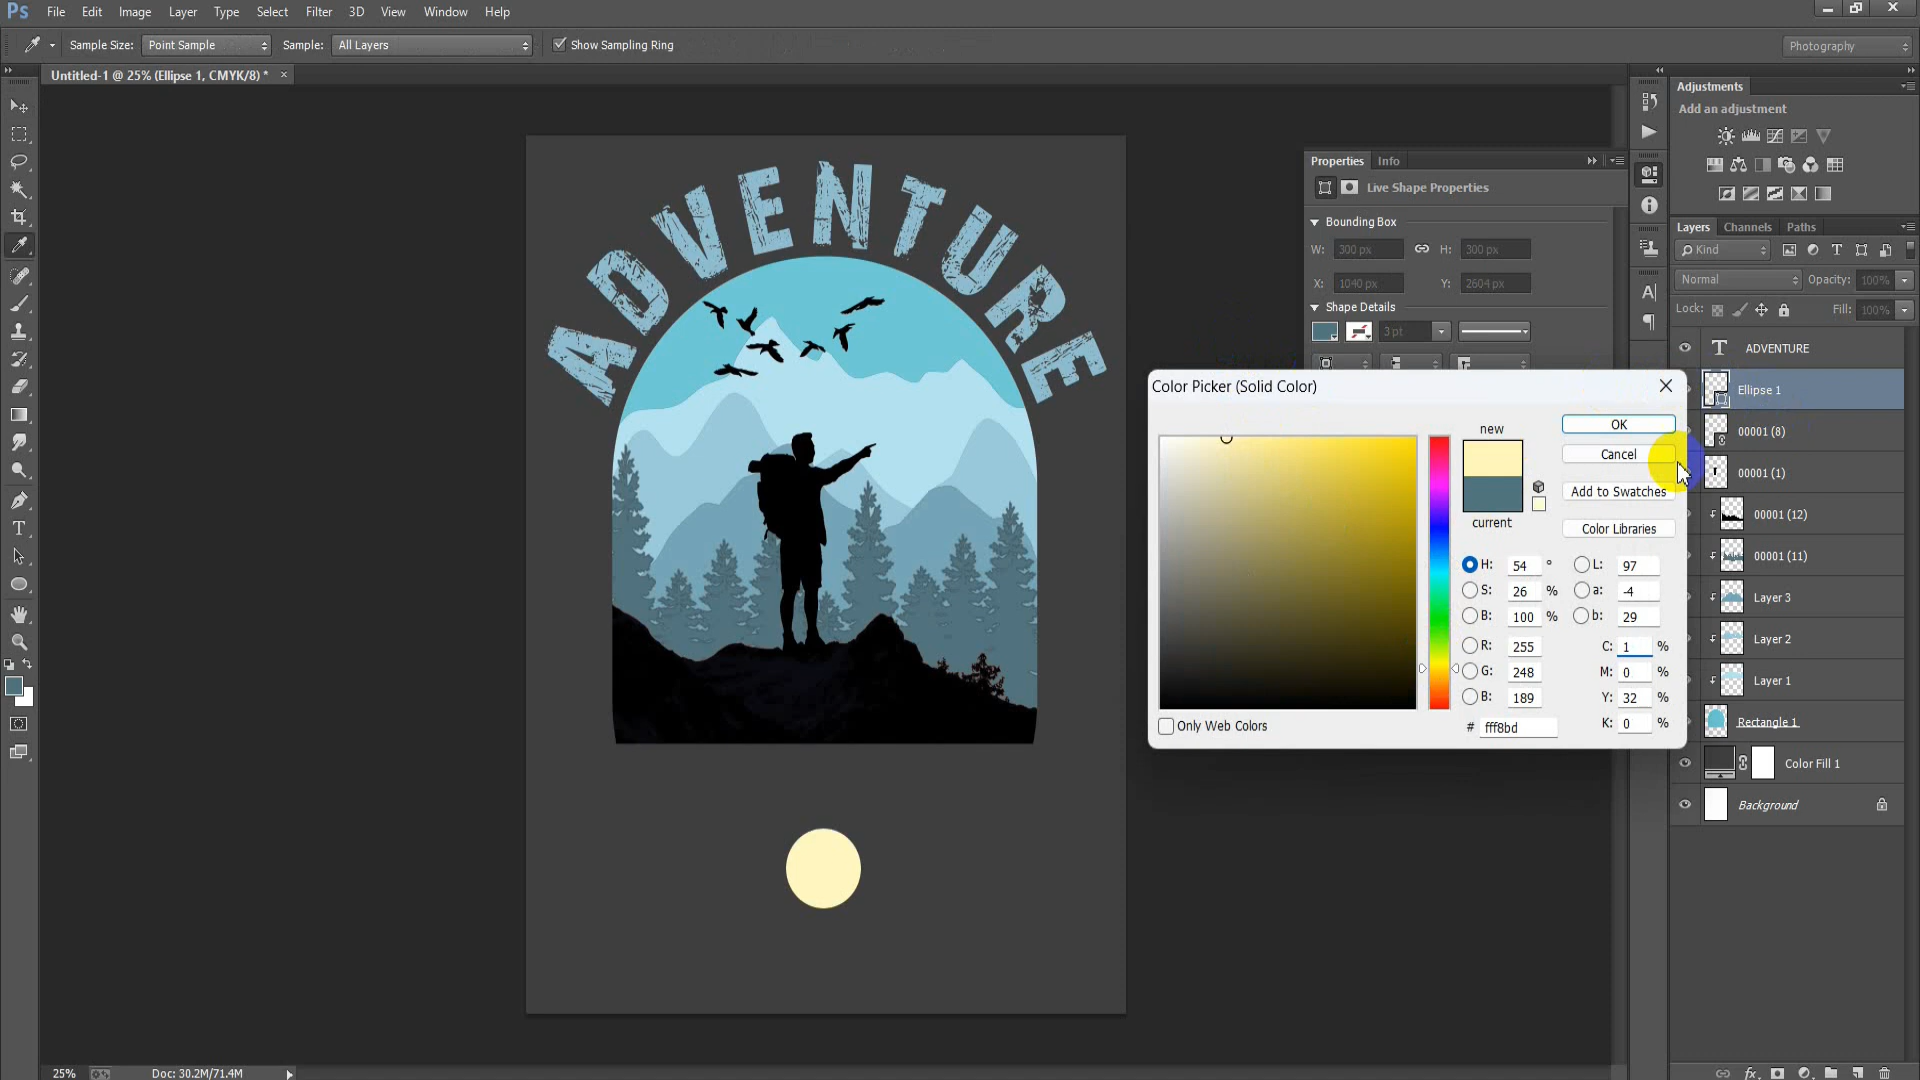 Ps File Edit Image Layer Type Select Filter 3D View Window Help
Sample Size: Point Sample Sample: All Layers Show Sampling Ring Photography
Untitled-1 @ 25% (Ellipse 1, CMYK/8) * ×
Adjustments
Add an adjustment
Properties Info
Live Shape Properties
Bounding Box
W: 300 px H: 300 px
X: 1040 px Y: 2604 px
Shape Details
3 pt
Layers Channels Paths
Kind
Normal Opacity: 100%
Lock: Fill: 100%
ADVENTURE
Ellipse 1
00001 (8)
00001 (1)
00001 (12)
00001 (11)
Layer 3
Layer 2
Layer 1
Rectangle 1
Color Fill 1
Background
ADVENTURE
Color Picker (Solid Color)
new
current
OK
Cancel
Add to Swatches
Color Libraries
H: 54 ° L: 97
S: 26 % a: -4
B: 100 % b: 29
R: 255 C: 1 %
G: 248 M: 0 %
B: 189 Y: 32 %
# fff8bd K: 0 %
Only Web Colors
25% Doc: 30.2M/71.4M